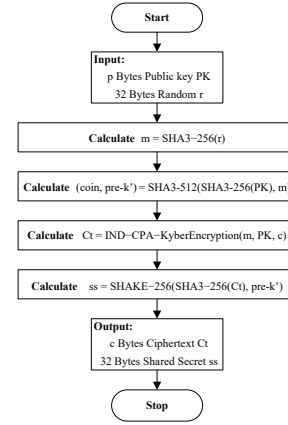 Start
Input:
p Bytes Public key PK
32 Bytes Random r
Calculate m = SHA3−256(r)
Calculate (coin, pre-k’) = SHA3-512(SHA3-256(PK), m)
Calculate Ct = IND−CPA−KyberEncryption(m, PK, c)
Calculate ss = SHAKE−256(SHA3−256(Ct), pre-k’)
Output:
c Bytes Ciphertext Ct
32 Bytes Shared Secret ss
Stop